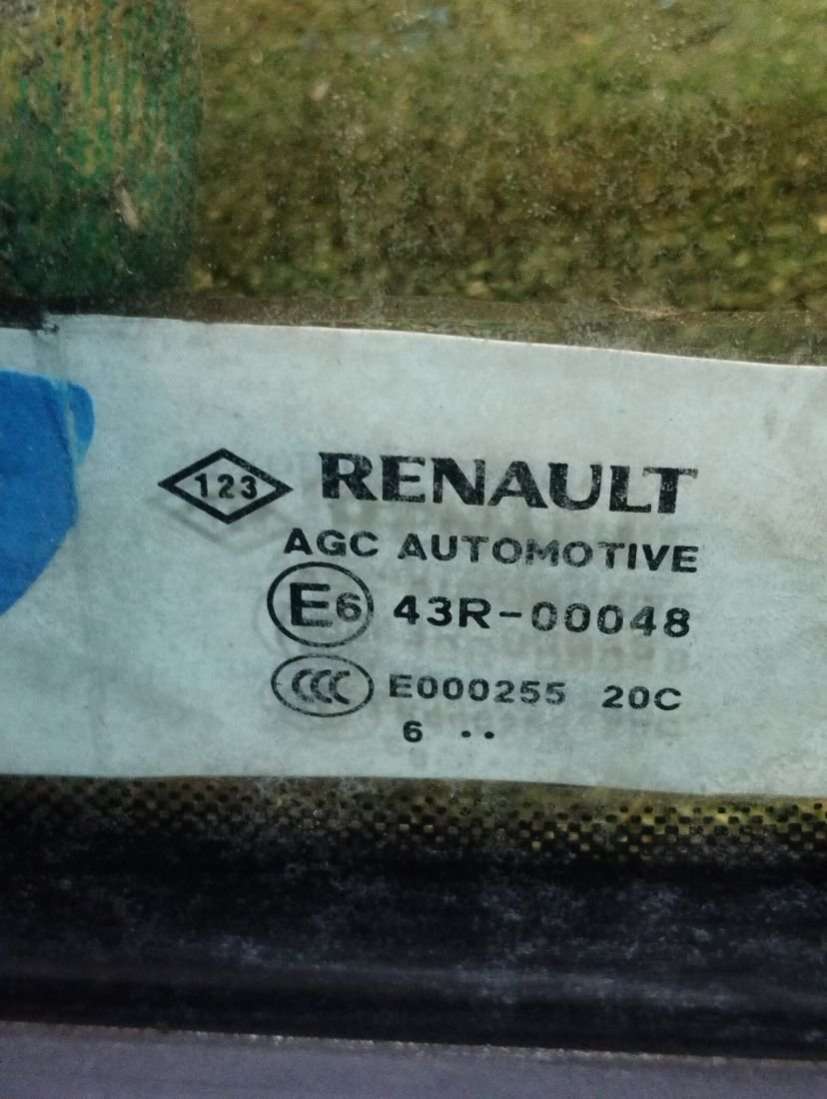 123 RENAULT
AGC AUTOMOTIVE
E6 43R-00048
CCC E000255 20C
6 ··